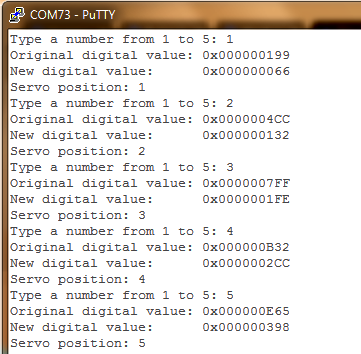 COM73 - PuTTY
Type a number from 1 to 5: 1
Original digital value: 0x000000199
New digital value:      0x000000066
Servo position: 1
Type a number from 1 to 5: 2
Original digital value: 0x0000004CC
New digital value:      0x000000132
Servo position: 2
Type a number from 1 to 5: 3
Original digital value: 0x0000007FF
New digital value:      0x0000001FE
Servo position: 3
Type a number from 1 to 5: 4
Original digital value: 0x000000B32
New digital value:      0x0000002CC
Servo position: 4
Type a number from 1 to 5: 5
Original digital value: 0x000000E65
New digital value:      0x000000398
Servo position: 5